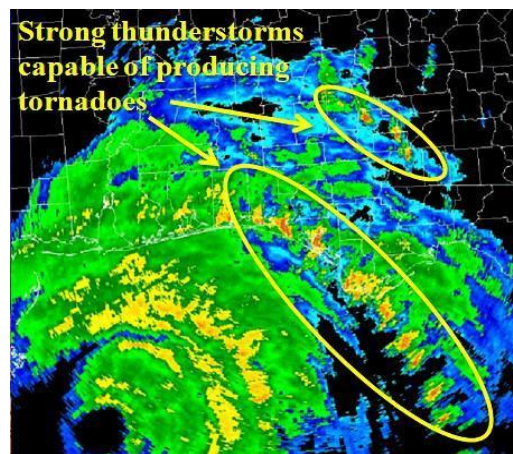 Strong thunderstorms
capable of producing
tornadoes